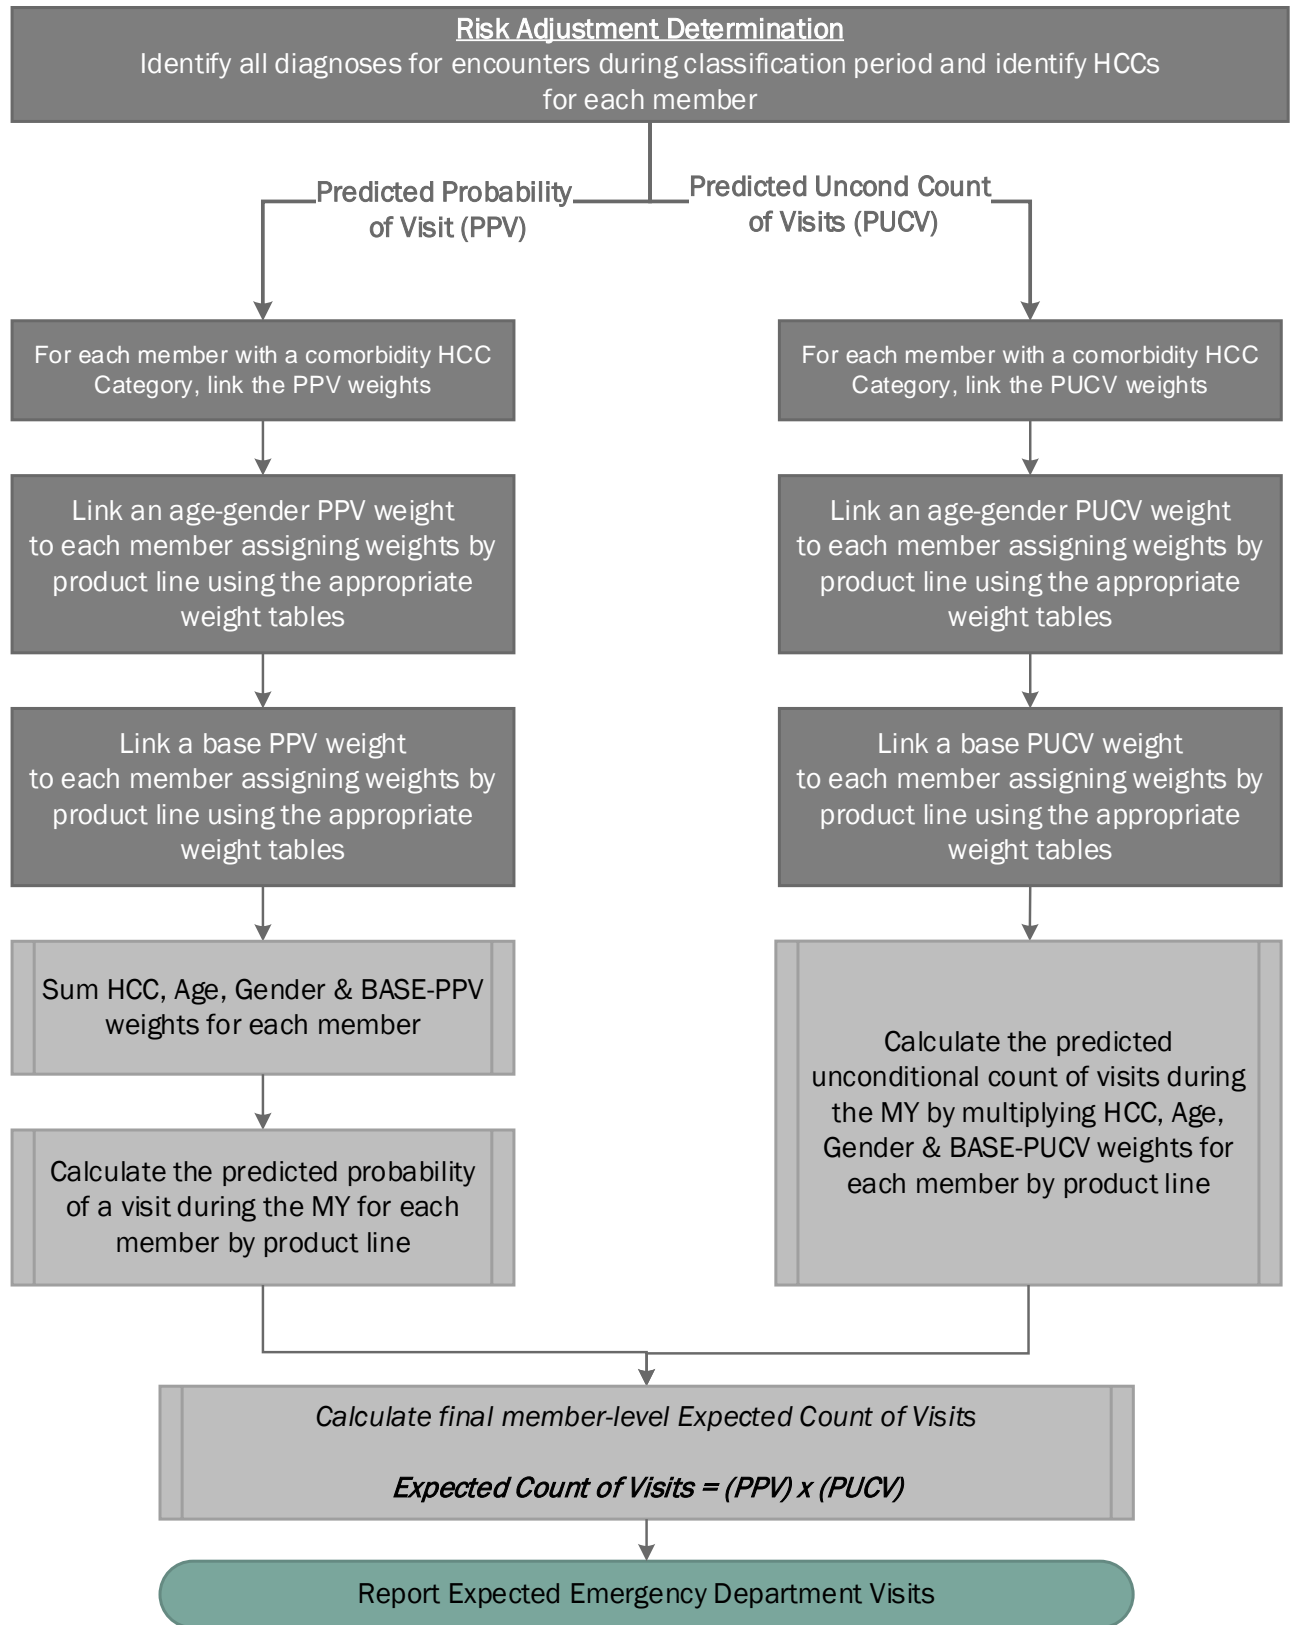 Risk Adjustment Determination
Identify all diagnoses for encounters during classification period and identify HCCs
for each member
Predicted Probability
of Visit (PPV)
Predicted Uncond Count
of Visits (PUCV)
For each member with a comorbidity HCC
Category, link the PPV weights
For each member with a comorbidity HCC
Category, link the PUCV weights
Link an age-gender PPV weight
to each member assigning weights by
product line using the appropriate
weight tables
Link an age-gender PUCV weight
to each member assigning weights by
product line using the appropriate
weight tables
Link a base PPV weight
to each member assigning weights by
product line using the appropriate
weight tables
Link a base PUCV weight
to each member assigning weights by
product line using the appropriate
weight tables
Sum HCC, Age, Gender & BASE-PPV
weights for each member
Calculate the predicted probability
of a visit during the MY for each
member by product line
Calculate the predicted
unconditional count of visits during
the MY by multiplying HCC, Age,
Gender & BASE-PUCV weights for
each member by product line
Calculate final member-level Expected Count of Visits
Expected Count of Visits = (PPV) x (PUCV)
Report Expected Emergency Department Visits